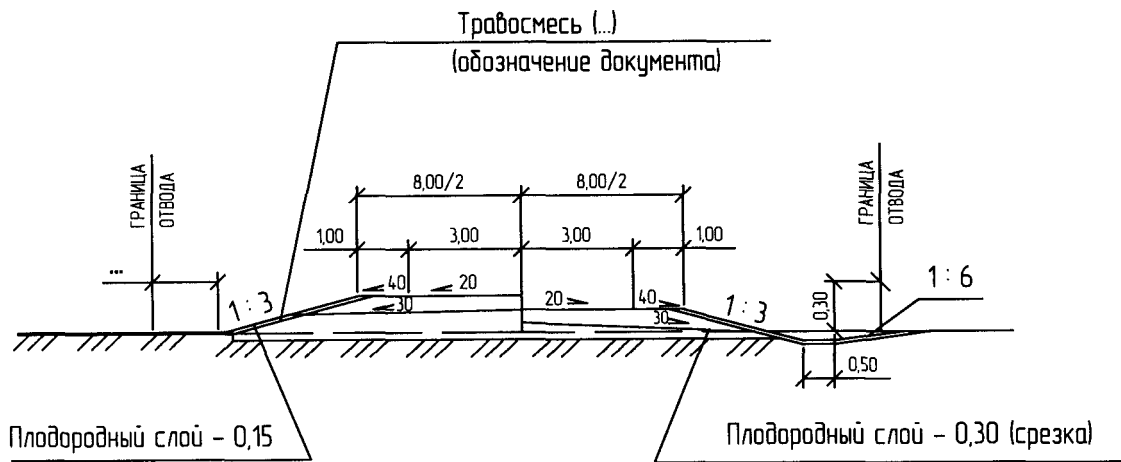 Травосмесь (...)
(обозначение документа)
ГРАНИЦА
ОТВОДА
8,00/2
8,00/2
ГРАНИЦА
ОТВОДА
1,00
3,00
3,00
1,00
...
1:3
40
20
30
20
40
30
1:3
0,30
1:6
0,50
Плодородный слой - 0,15
Плодородный слой - 0,30 (срезка)